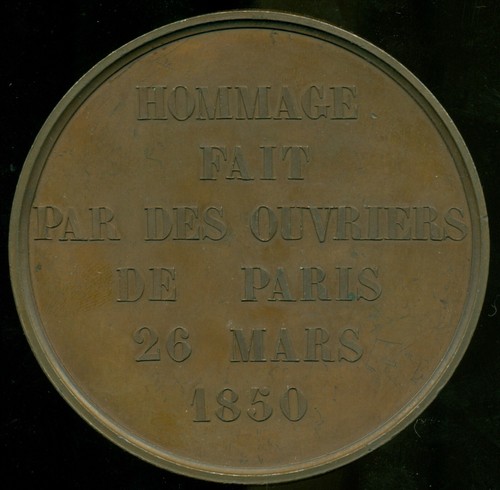 HOMMAGE
FAIT
PAR DES OUVRIERS
DE PARIS
26 MARS
1850